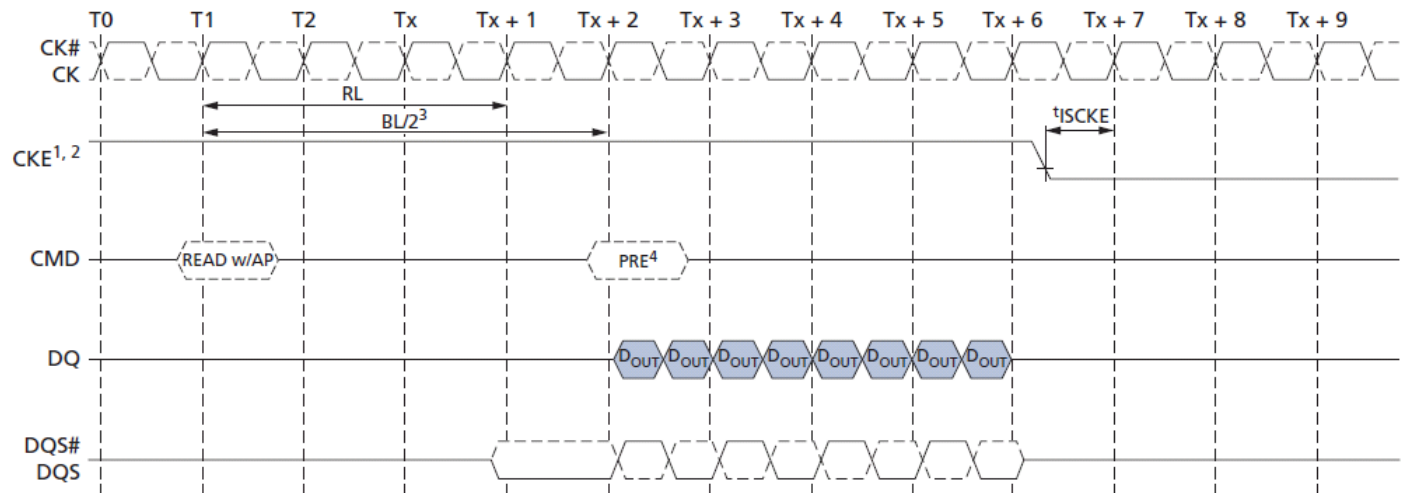 T0 T1 T2 Tx Tx + 1 Tx + 2 Tx + 3 Tx + 4 Tx + 5 Tx + 6 Tx + 7 Tx + 8 Tx + 9
CK#
CK
RL
BL/2³
tISCKE
CKE1, 2
CMD READ w/AP PRE⁴
DQ DOUT DOUT DOUT DOUT DOUT DOUT DOUT DOUT
DQS#
DQS